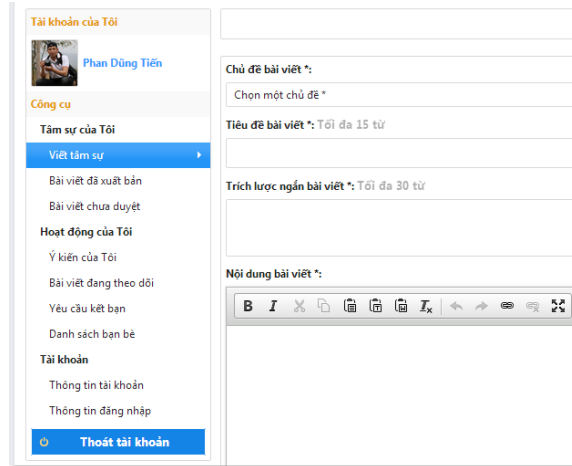 Tài khoản của Tôi
Phan Dũng Tiến
Công cụ
Tâm sự của Tôi
Viết tâm sự
Bài viết đã xuất bản
Bài viết chưa duyệt
Hoạt động của Tôi
Ý kiến của Tôi
Bài viết đang theo dõi
Yêu cầu kết bạn
Danh sách bạn bè
Tài khoản
Thông tin tài khoản
Thông tin đăng nhập
Thoát tài khoản
Chủ đề bài viết *:
Chọn một chủ đề *
Tiêu đề bài viết *: Tối đa 15 từ
Trích lược ngắn bài viết *: Tối đa 30 từ
Nội dung bài viết *:
B I